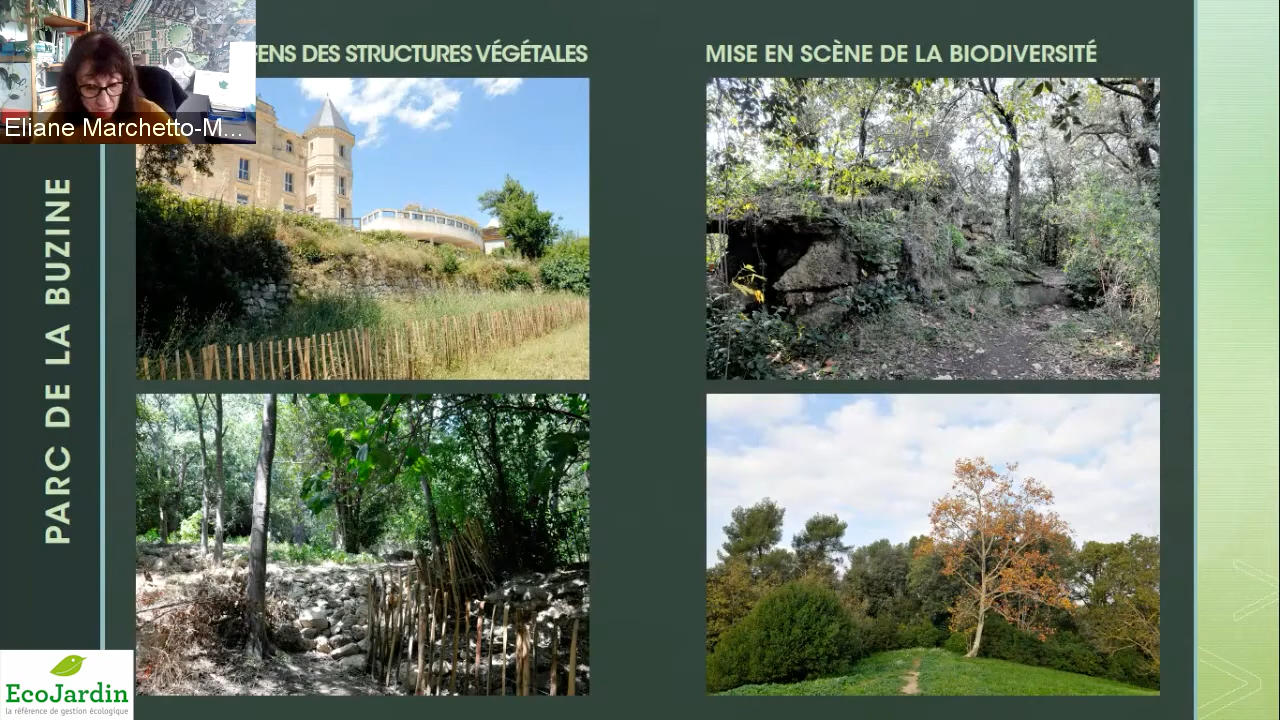 ENS DES STRUCTURES VÉGÉTALES
MISE EN SCÈNE DE LA BIODIVERSITÉ
Eliane Marchetto-M...
PARC DE LA BUZINE
EcoJardin
la référence de gestion écologique